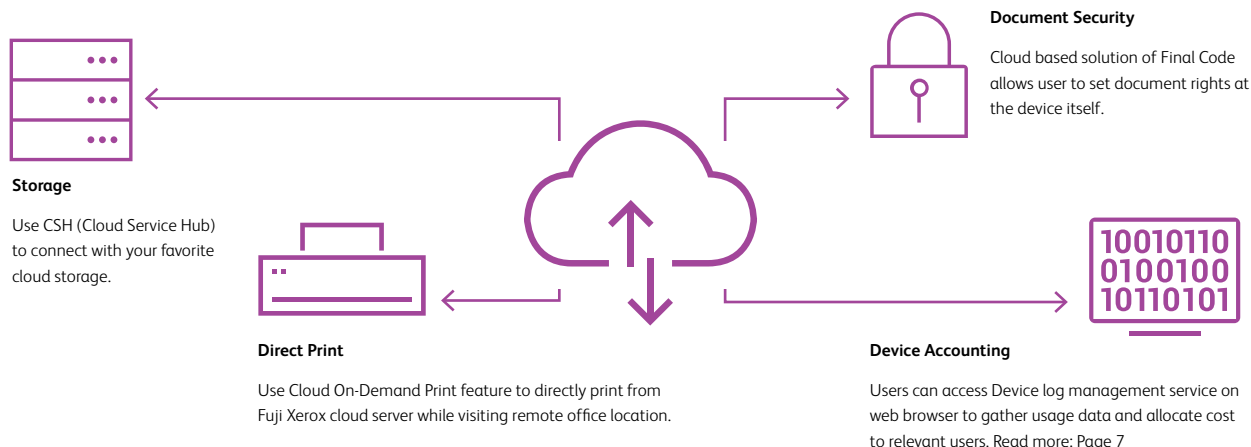 Document Security
Cloud based solution of Final Code
allows user to set document rights at
the device itself.
Storage
Use CSH (Cloud Service Hub)
to connect with your favorite
cloud storage.
10010110
0100100
10110101
Direct Print
Use Cloud On-Demand Print feature to directly print from
Fuji Xerox cloud server while visiting remote office location.
Device Accounting
Users can access Device log management service on
web browser to gather usage data and allocate cost
to relevant users. Read more: Page 7